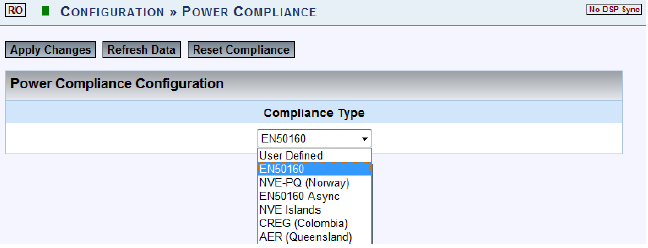 RO CONFIGURATION » POWER COMPLIANCE No DSP Sync
Apply Changes Refresh Data Reset Compliance
Power Compliance Configuration
Compliance Type
EN50160
User Defined
EN50160
NVE-PQ (Norway)
EN50160 Async
NVE Islands
CREG (Colombia)
AER (Queensland)